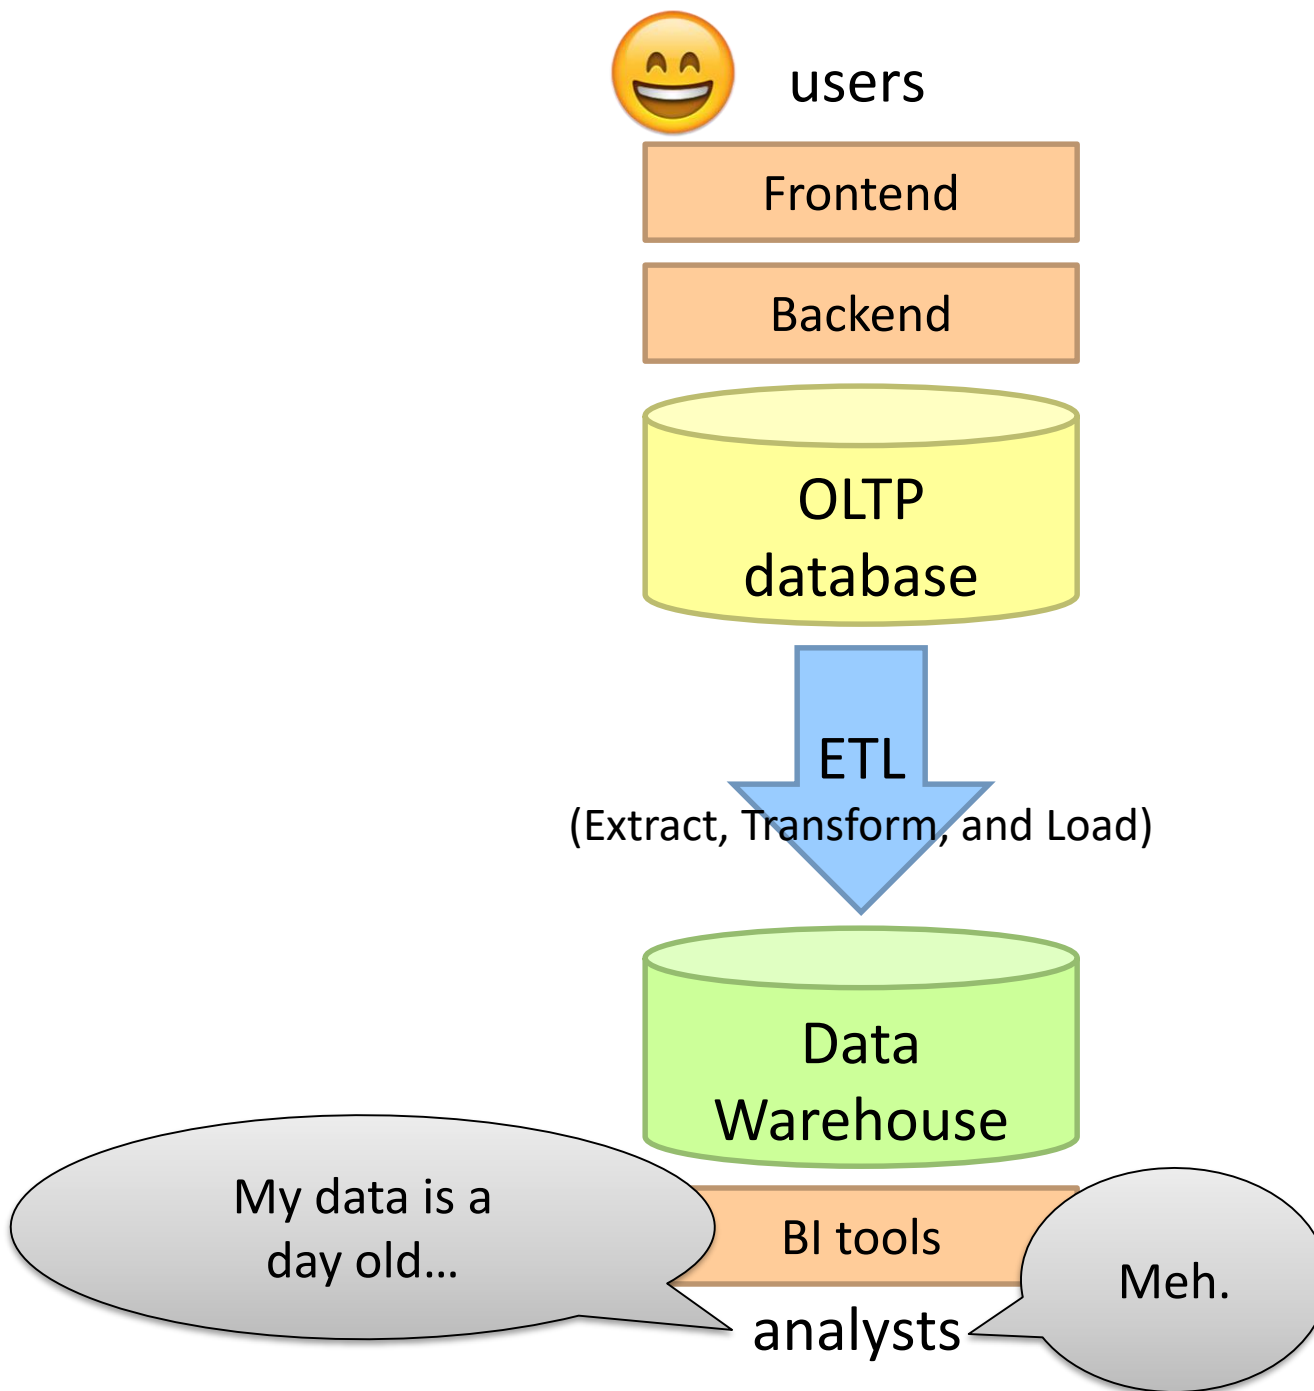 users
Frontend
Backend
OLTP
database
ETL
(Extract, Transform, and Load)
Data
Warehouse
My data is a
day old…
BI tools
Meh.
analysts